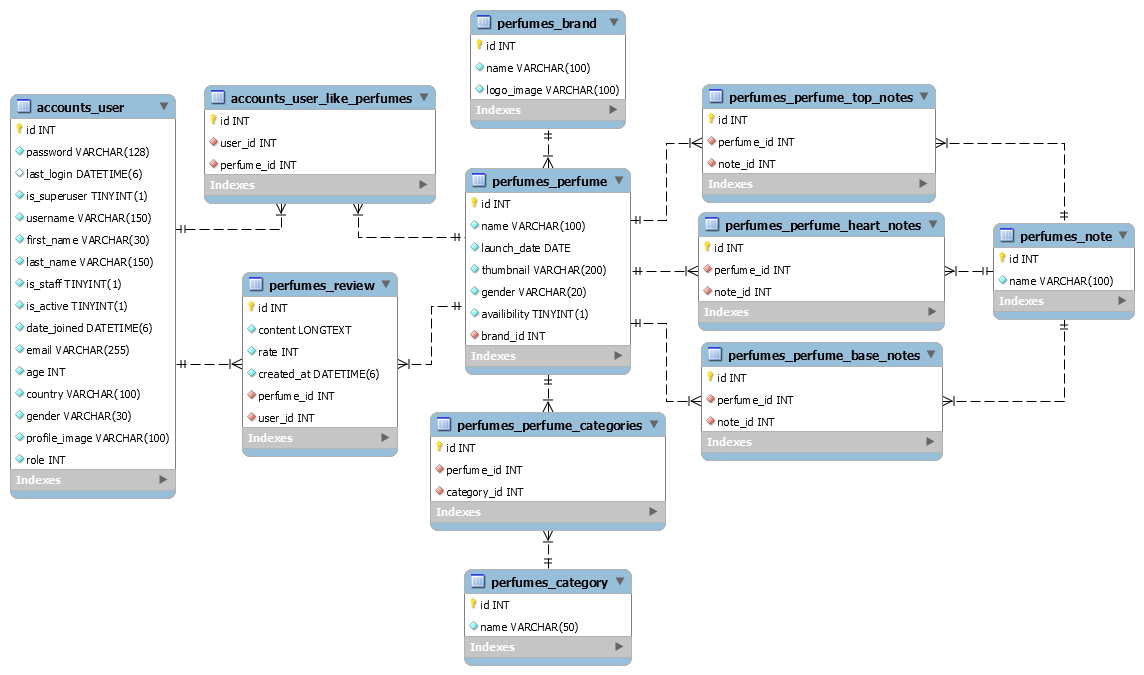 perfumes_brand
id INT
name VARCHAR(100)
logo_image VARCHAR(100)
Indexes
accounts_user
id INT
password VARCHAR(128)
last_login DATETIME(6)
is_superuser TINYINT(1)
username VARCHAR(150)
first_name VARCHAR(30)
last_name VARCHAR(150)
is_staff TINYINT(1)
is_active TINYINT(1)
date_joined DATETIME(6)
email VARCHAR(255)
age INT
country VARCHAR(100)
gender VARCHAR(30)
profile_image VARCHAR(100)
role INT
Indexes
accounts_user_like_perfumes
id INT
user_id INT
perfume_id INT
Indexes
perfumes_review
id INT
content LONGTEXT
rate INT
created_at DATETIME(6)
perfume_id INT
user_id INT
Indexes
perfumes_perfume
id INT
name VARCHAR(100)
launch_date DATE
thumbnail VARCHAR(200)
gender VARCHAR(20)
availibility TINYINT(1)
brand_id INT
Indexes
perfumes_perfume_categories
id INT
perfume_id INT
category_id INT
Indexes
perfumes_category
id INT
name VARCHAR(50)
Indexes
perfumes_perfume_top_notes
id INT
perfume_id INT
note_id INT
Indexes
perfumes_perfume_heart_notes
id INT
perfume_id INT
note_id INT
Indexes
perfumes_perfume_base_notes
id INT
perfume_id INT
note_id INT
Indexes
perfumes_note
id INT
name VARCHAR(100)
Indexes